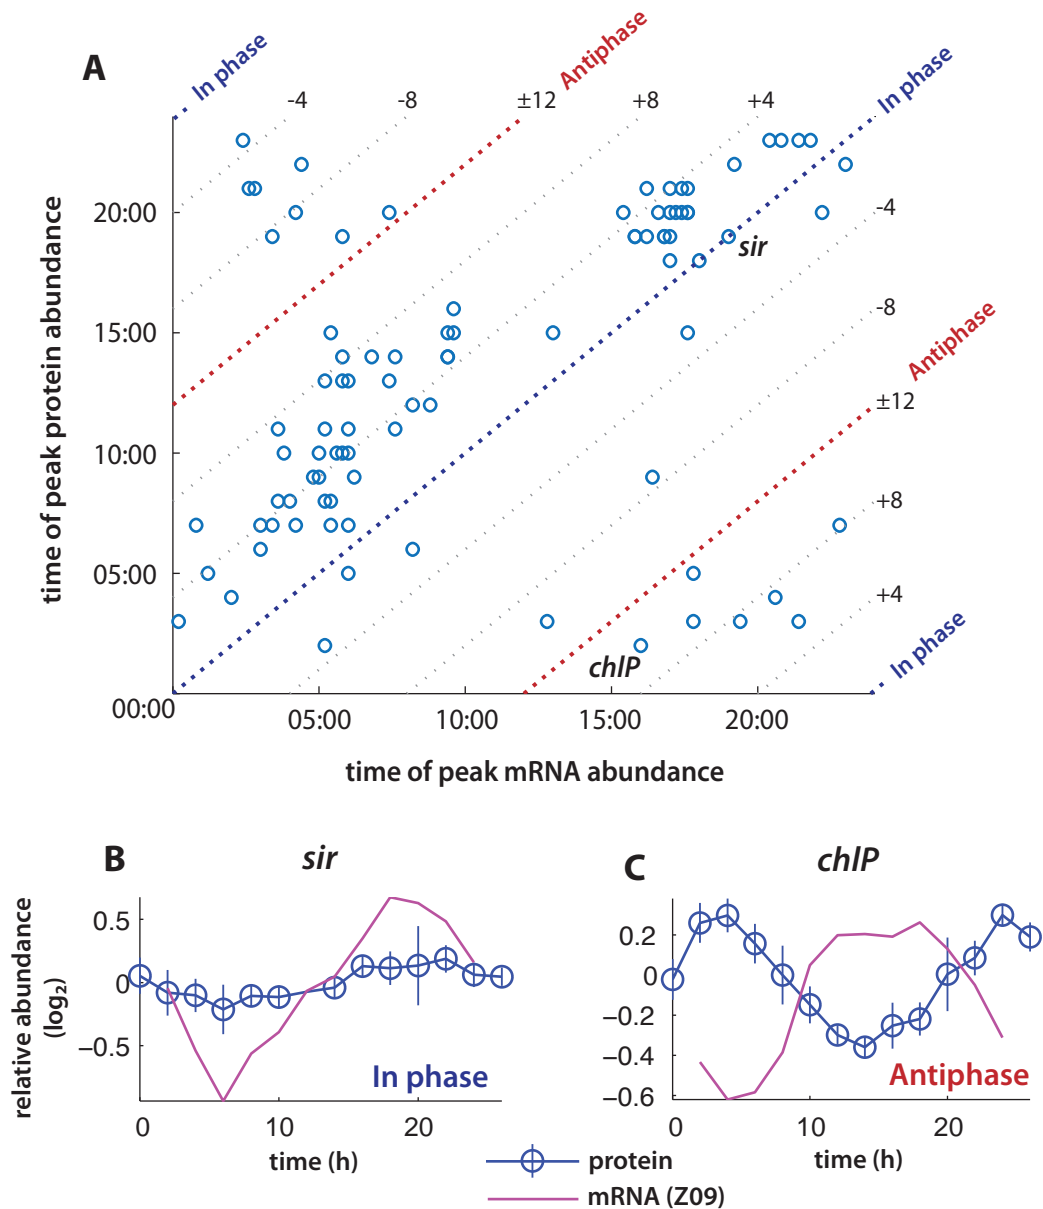 A
In phase
-4
-8
±12
Antiphase
+8
+4
In phase
-4
-8
Antiphase
±12
+8
+4
In phase
time of peak protein abundance
20:00
15:00
10:00
05:00
00:00
sir
chlP
05:00
10:00
15:00
20:00
time of peak mRNA abundance
B
sir
relative abundance
(log2)
0.5
0
−0.5
In phase
0
10
20
time (h)
C
chlP
0.2
0
−0.2
−0.4
−0.6
Antiphase
0
10
20
time (h)
protein
mRNA (Z09)